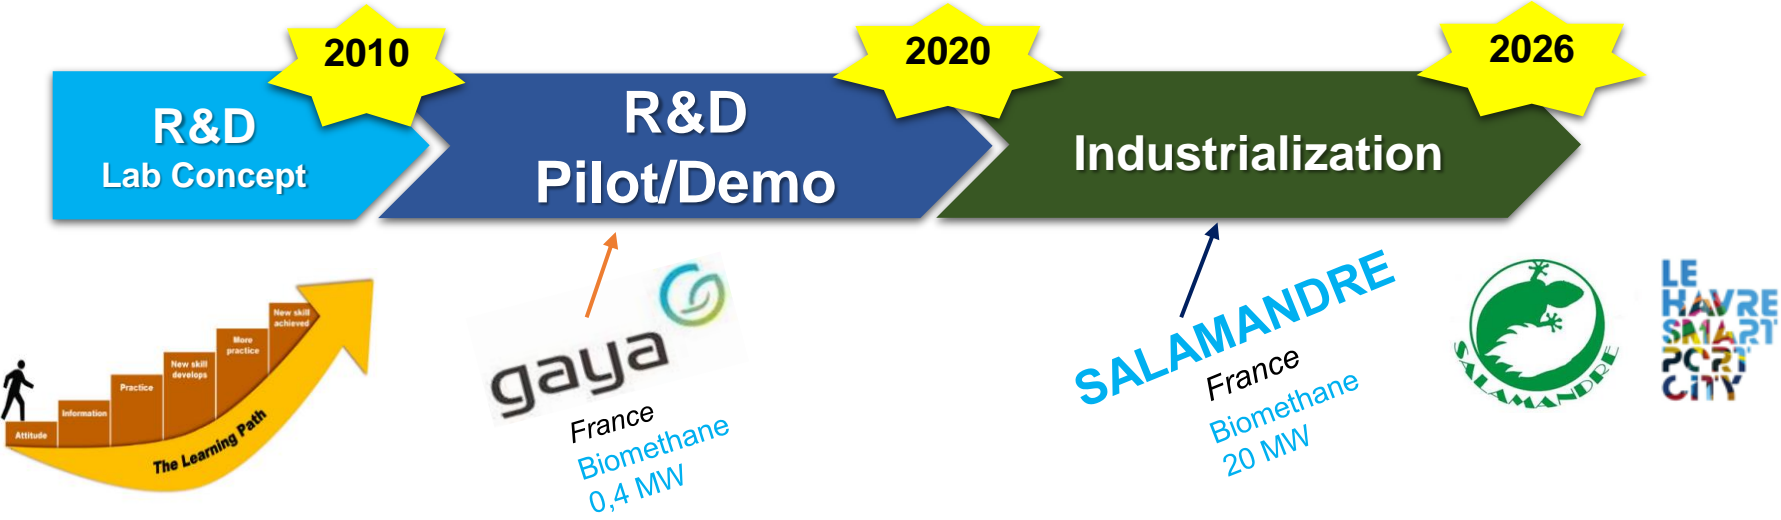 2010
2020
2026
R&D
Lab Concept
R&D
Pilot/Demo
Industrialization
Attitude
Information
Practice
New skill
develops
More
practice
New skill
achieved
The Learning Path
gaya
France
Biomethane
0,4 MW
SALAMANDRE
France
Biomethane
20 MW
SALAMANDRE
LE
HAVRE
SMART
PORT
CITY